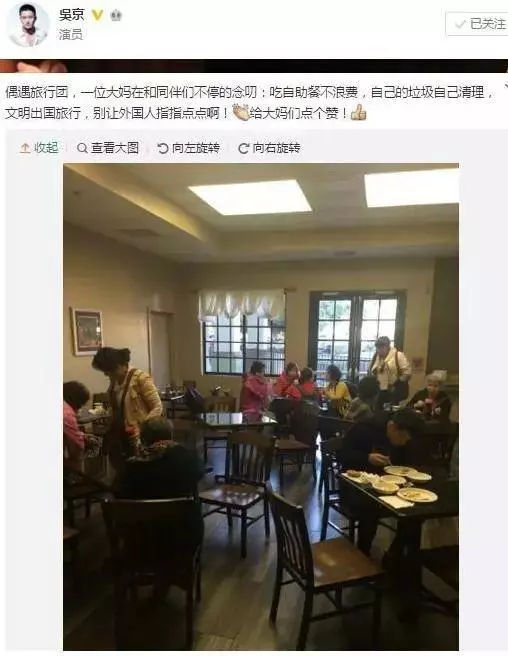 吳京
演员
已关注
偶遇旅行团，一位大妈在和同伴们不停的念叨：吃自助餐不浪费，自己的垃圾自己清理，
文明出国旅行，别让外国人指指点点啊！👏给大妈们点个赞！👍
收起 查看大图 向左旋转 向右旋转